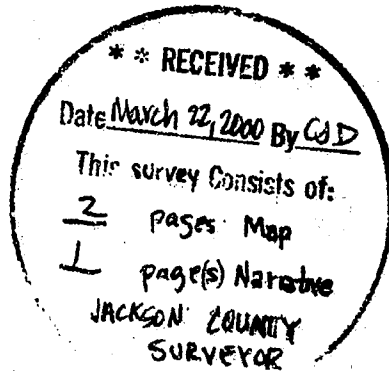 * * RECEIVED * *
Date March 22, 2000 By CJD
This survey Consists of:
2 pages Map
1 page(s) Narrative
JACKSON COUNTY
SURVEYOR